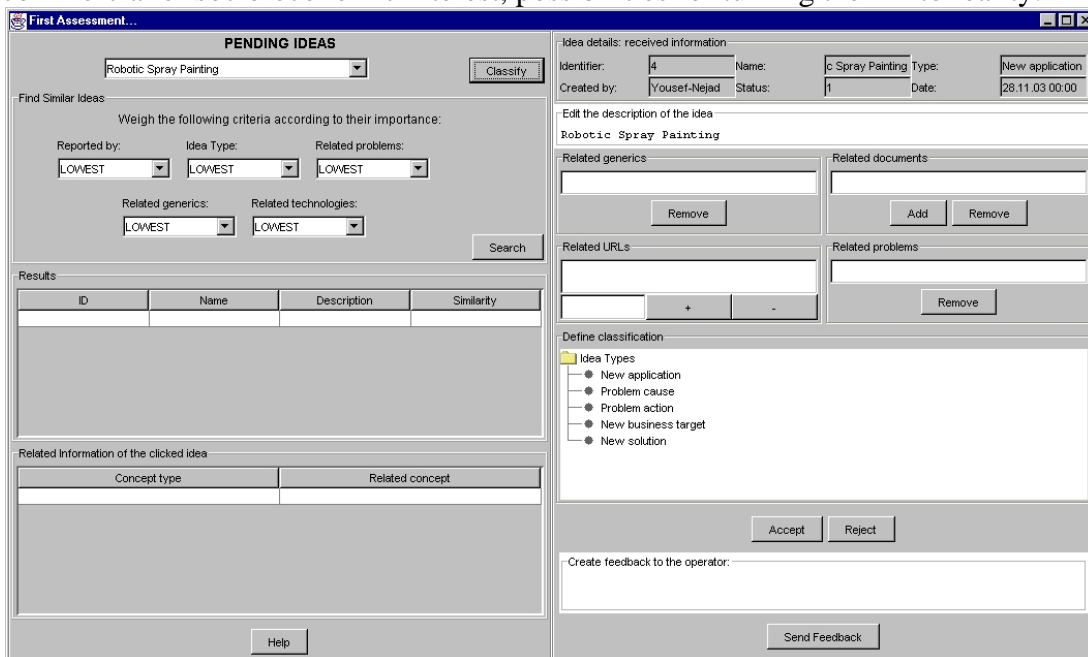 First Assessment...
PENDING IDEAS
Robotic Spray Painting
Classify
Find Similar Ideas
Weigh the following criteria according to their importance:
Reported by: Idea Type: Related problems:
LOWEST LOWEST LOWEST
Related generics: Related technologies:
LOWEST LOWEST
Search
Results
ID Name Description Similarity
Related Information of the clicked idea
Concept type Related concept
Help
Idea details: received information
Identifier: 4 Name: c Spray Painting Type: New application
Created by: Yousef-Nejad Status: 1 Date: 28.11.03 00:00
Edit the description of the idea
Robotic Spray Painting
Related generics Related documents
Remove Add Remove
Related URLs Related problems
+ - Remove
Define classification
Idea Types
New application
Problem cause
Problem action
New business target
New solution
Accept Reject
Create feedback to the operator:
Send Feedback